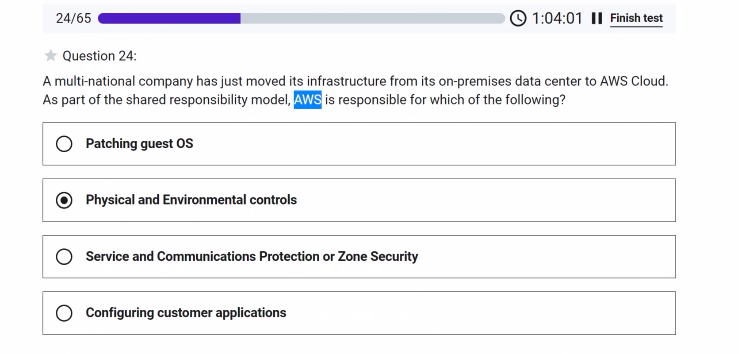 24/65 1:04:01 Finish test
Question 24:
A multi-national company has just moved its infrastructure from its on-premises data center to AWS Cloud.
As part of the shared responsibility model, AWS is responsible for which of the following?
Patching guest OS
Physical and Environmental controls
Service and Communications Protection or Zone Security
Configuring customer applications